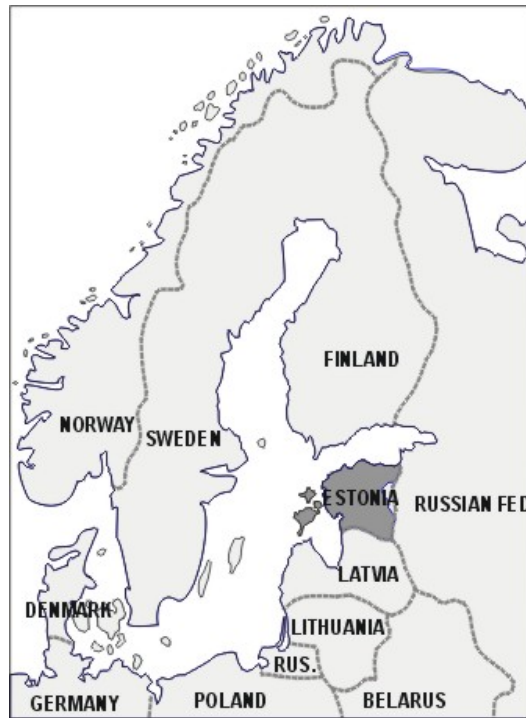 FINLAND
NORWAY
SWEDEN
ESTONIA
RUSSIAN FED
LATVIA
DENMARK
LITHUANIA
RUS.
GERMANY
POLAND
BELARUS